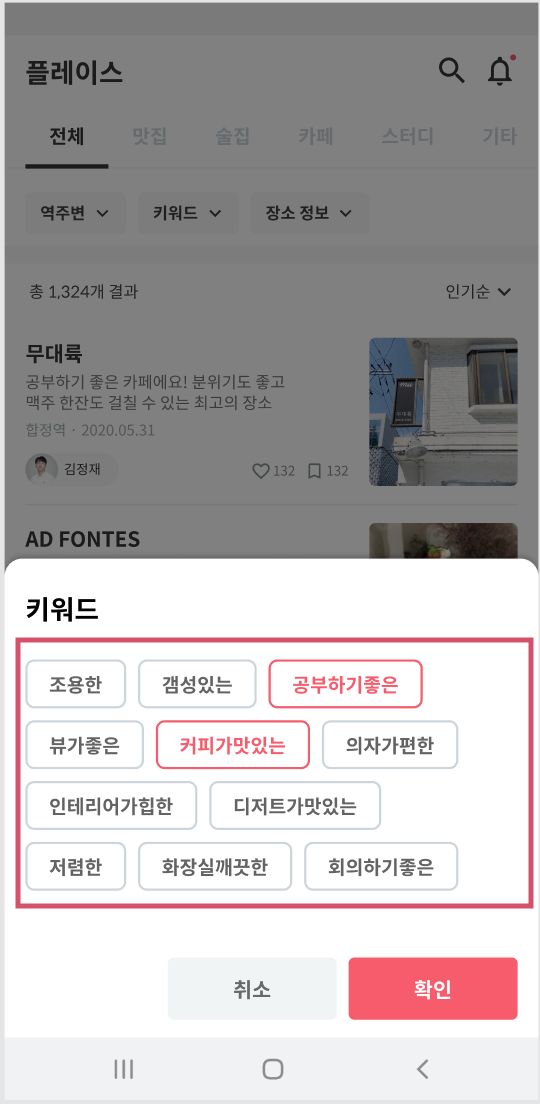 플레이스
전체 맛집 술집 카페 스터디 기타
역주변 키워드 장소 정보
총 1,324개 결과 인기순
무대륙
공부하기 좋은 카페에요! 분위기도 좋고
맥주 한잔도 걸칠 수 있는 최고의 장소
합정역 · 2020.05.31
김정재 132 132
AD FONTES
키워드
조용한 갬성있는 공부하기좋은
뷰가좋은 커피가맛있는 의자가편한
인테리어가힙한 디저트가맛있는
저렴한 화장실깨끗한 회의하기좋은
취소 확인